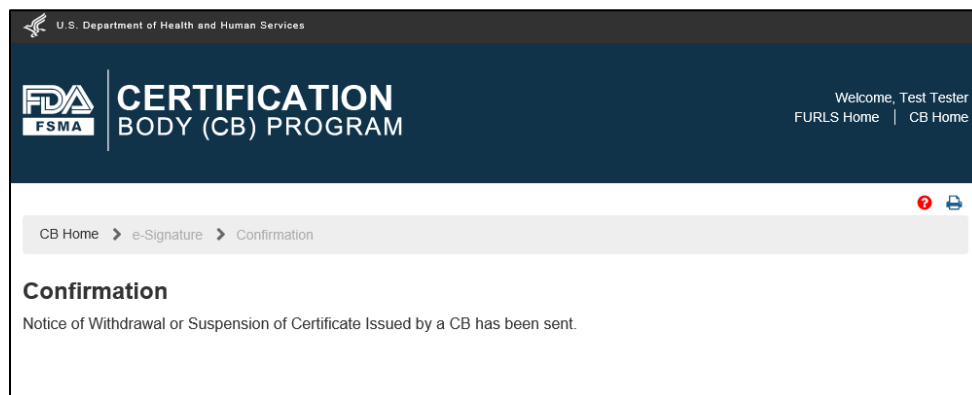 U.S. Department of Health and Human Services
FDA
FSMA
CERTIFICATION
BODY (CB) PROGRAM
Welcome, Test Tester
FURLS Home | CB Home
?
CB Home > e-Signature > Confirmation
Confirmation
Notice of Withdrawal or Suspension of Certificate Issued by a CB has been sent.